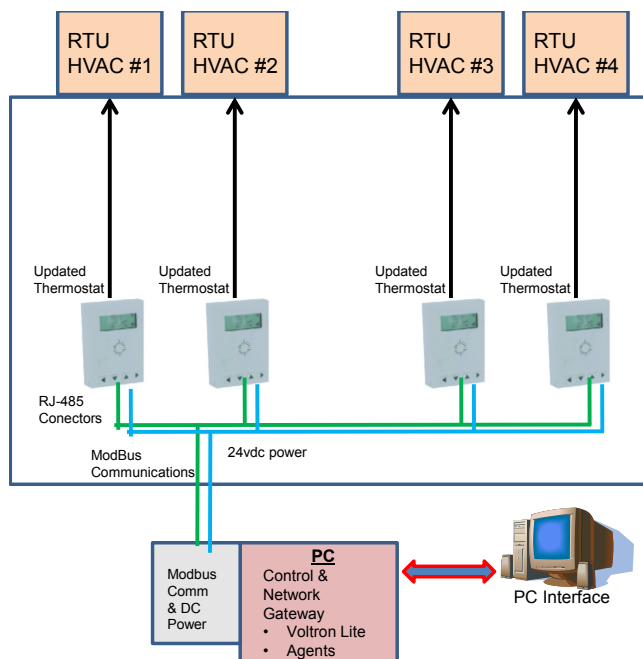 RTU
HVAC #1
RTU
HVAC #2
RTU
HVAC #3
RTU
HVAC #4
Updated
Thermostat
Updated
Thermostat
Updated
Thermostat
Updated
Thermostat
RJ-485
Conectors
ModBus
Communications
24vdc power
Modbus
Comm
& DC
Power
PC
Control &
Network
Gateway
• Voltron Lite
• Agents
PC Interface